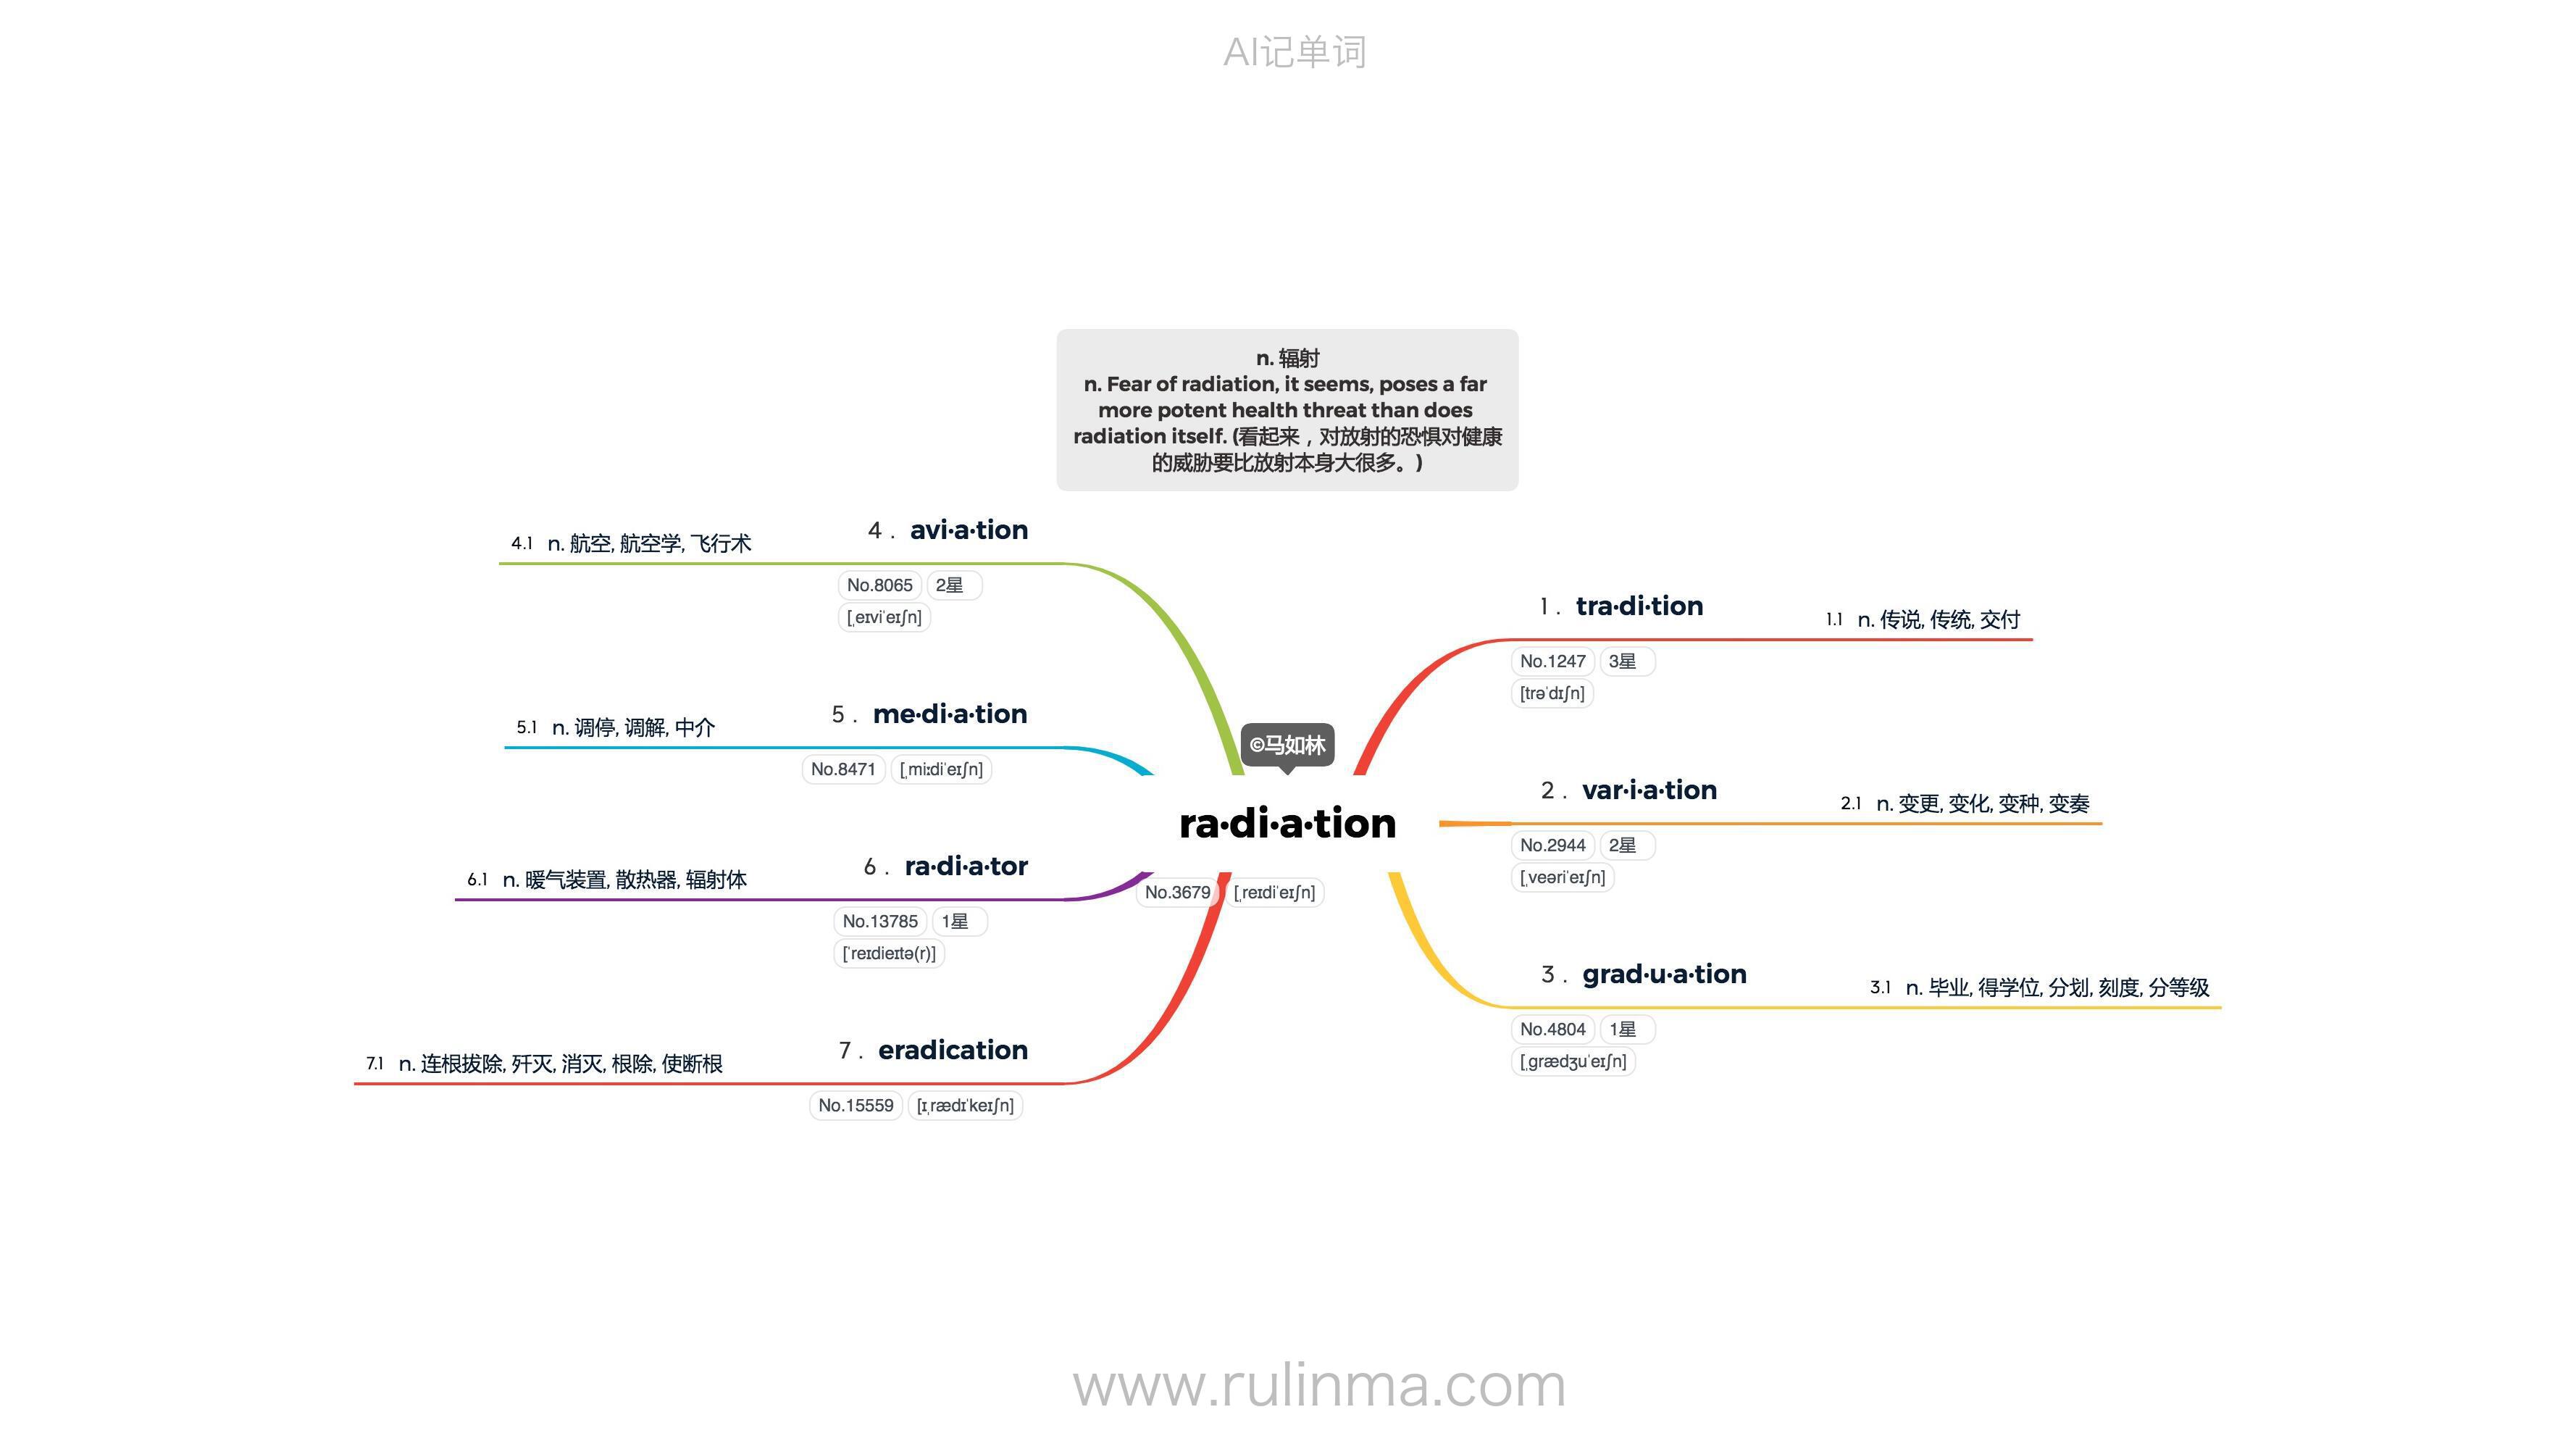 AI记单词
n. 辐射
n. Fear of radiation, it seems, poses a far
more potent health threat than does
radiation itself. (看起来，对放射的恐惧对健康
的威胁要比放射本身大很多。)
©马如林
ra·di·a·tion
No.3679 [ˌreɪdiˈeɪʃn]
1. tra·di·tion
1.1 n. 传说, 传统, 交付
No.1247 3星
[trəˈdɪʃn]
2. var·i·a·tion
2.1 n. 变更, 变化, 变种, 变奏
No.2944 2星
[ˌveəriˈeɪʃn]
3. grad·u·a·tion
3.1 n. 毕业, 得学位, 分划, 刻度, 分等级
No.4804 1星
[ˌɡrædʒuˈeɪʃn]
4. avi·a·tion
4.1 n. 航空, 航空学, 飞行术
No.8065 2星
[ˌeɪviˈeɪʃn]
5. me·di·a·tion
5.1 n. 调停, 调解, 中介
No.8471 [ˌmiːdiˈeɪʃn]
6. ra·di·a·tor
6.1 n. 暖气装置, 散热器, 辐射体
No.13785 1星
[ˈreɪdieɪtə(r)]
7. eradication
7.1 n. 连根拔除, 歼灭, 消灭, 根除, 使断根
No.15559 [ɪˌrædɪˈkeɪʃn]
www.rulinma.com